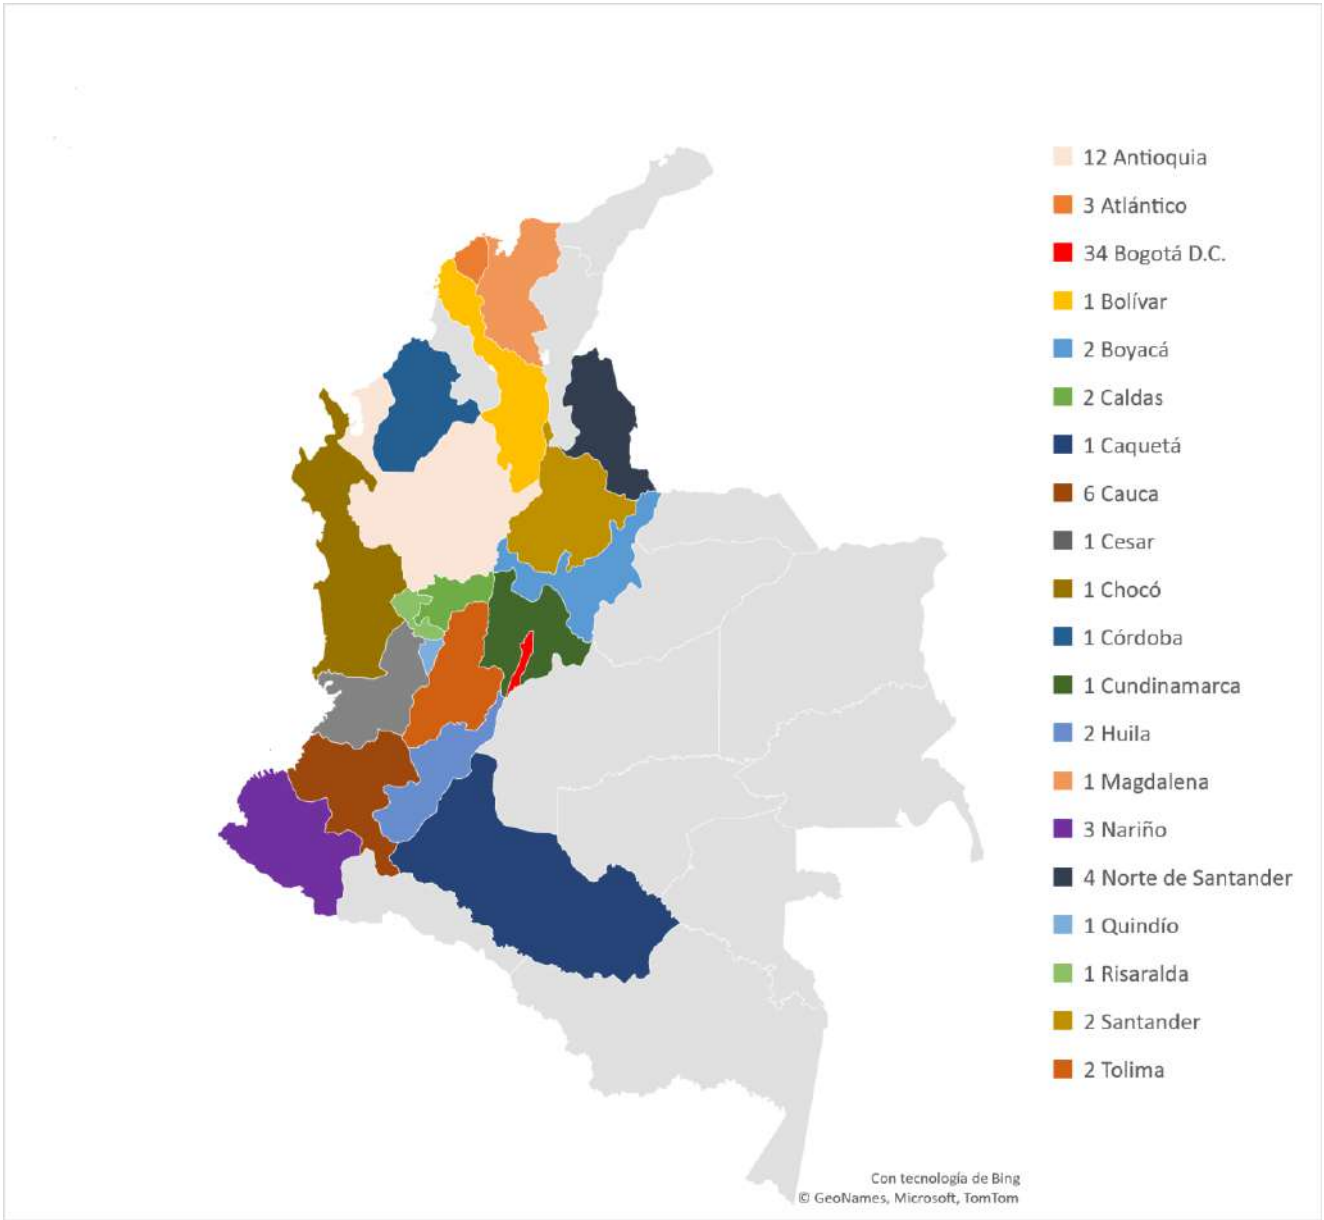 12 Antioquia
3 Atlántico
34 Bogotá D.C.
1 Bolívar
2 Boyacá
2 Caldas
1 Caquetá
6 Cauca
1 Cesar
1 Chocó
1 Córdoba
1 Cundinamarca
2 Huila
1 Magdalena
3 Nariño
4 Norte de Santander
1 Quindío
1 Risaralda
2 Santander
2 Tolima
Con tecnología de Bing
© GeoNames, Microsoft, TomTom